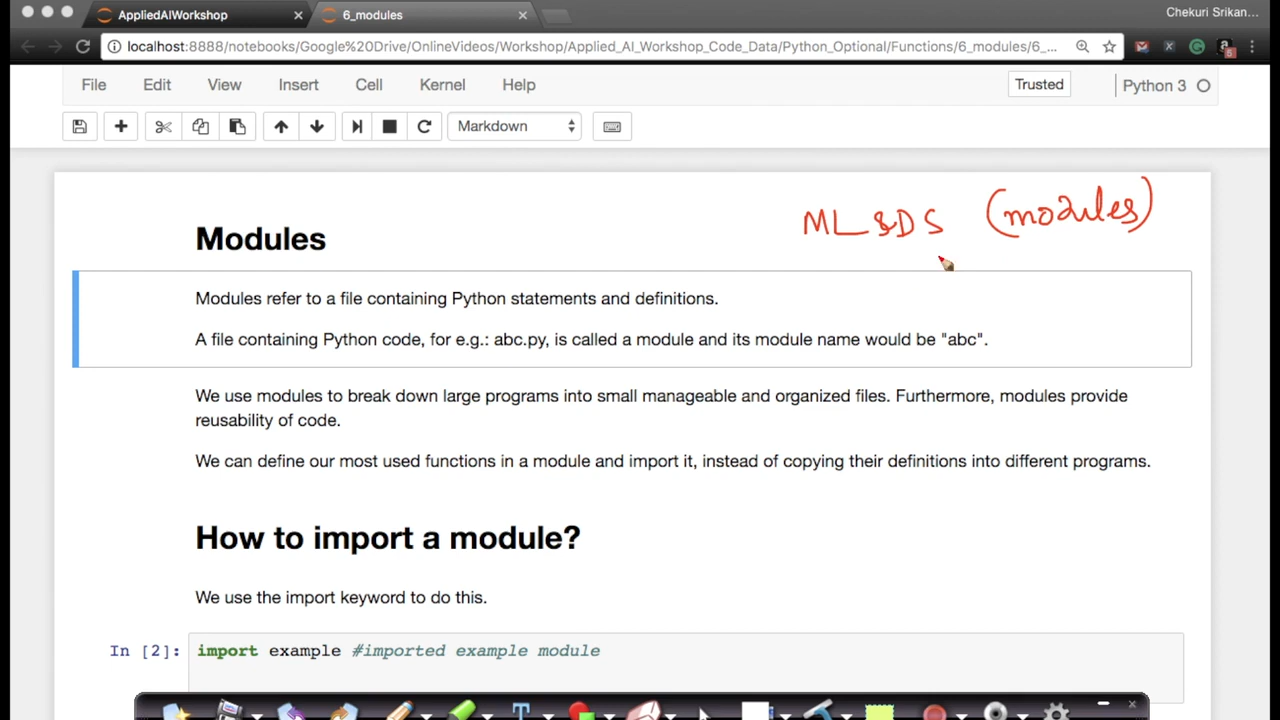 AppliedAIWorkshop
6_modules
Chekuri Srikan...
localhost:8888/notebooks/Google%20Drive/OnlineVideos/Workshop/Applied_AI_Workshop_Code_Data/Python_Optional/Functions/6_modules/6_...
6
File Edit View Insert Cell Kernel Help
Trusted
Python 3
Markdown
ML & DS (modules)
Modules
Modules refer to a file containing Python statements and definitions.
A file containing Python code, for e.g.: abc.py, is called a module and its module name would be "abc".
We use modules to break down large programs into small manageable and organized files. Furthermore, modules provide
reusability of code.
We can define our most used functions in a module and import it, instead of copying their definitions into different programs.
How to import a module?
We use the import keyword to do this.
In [2]: import example #imported example module